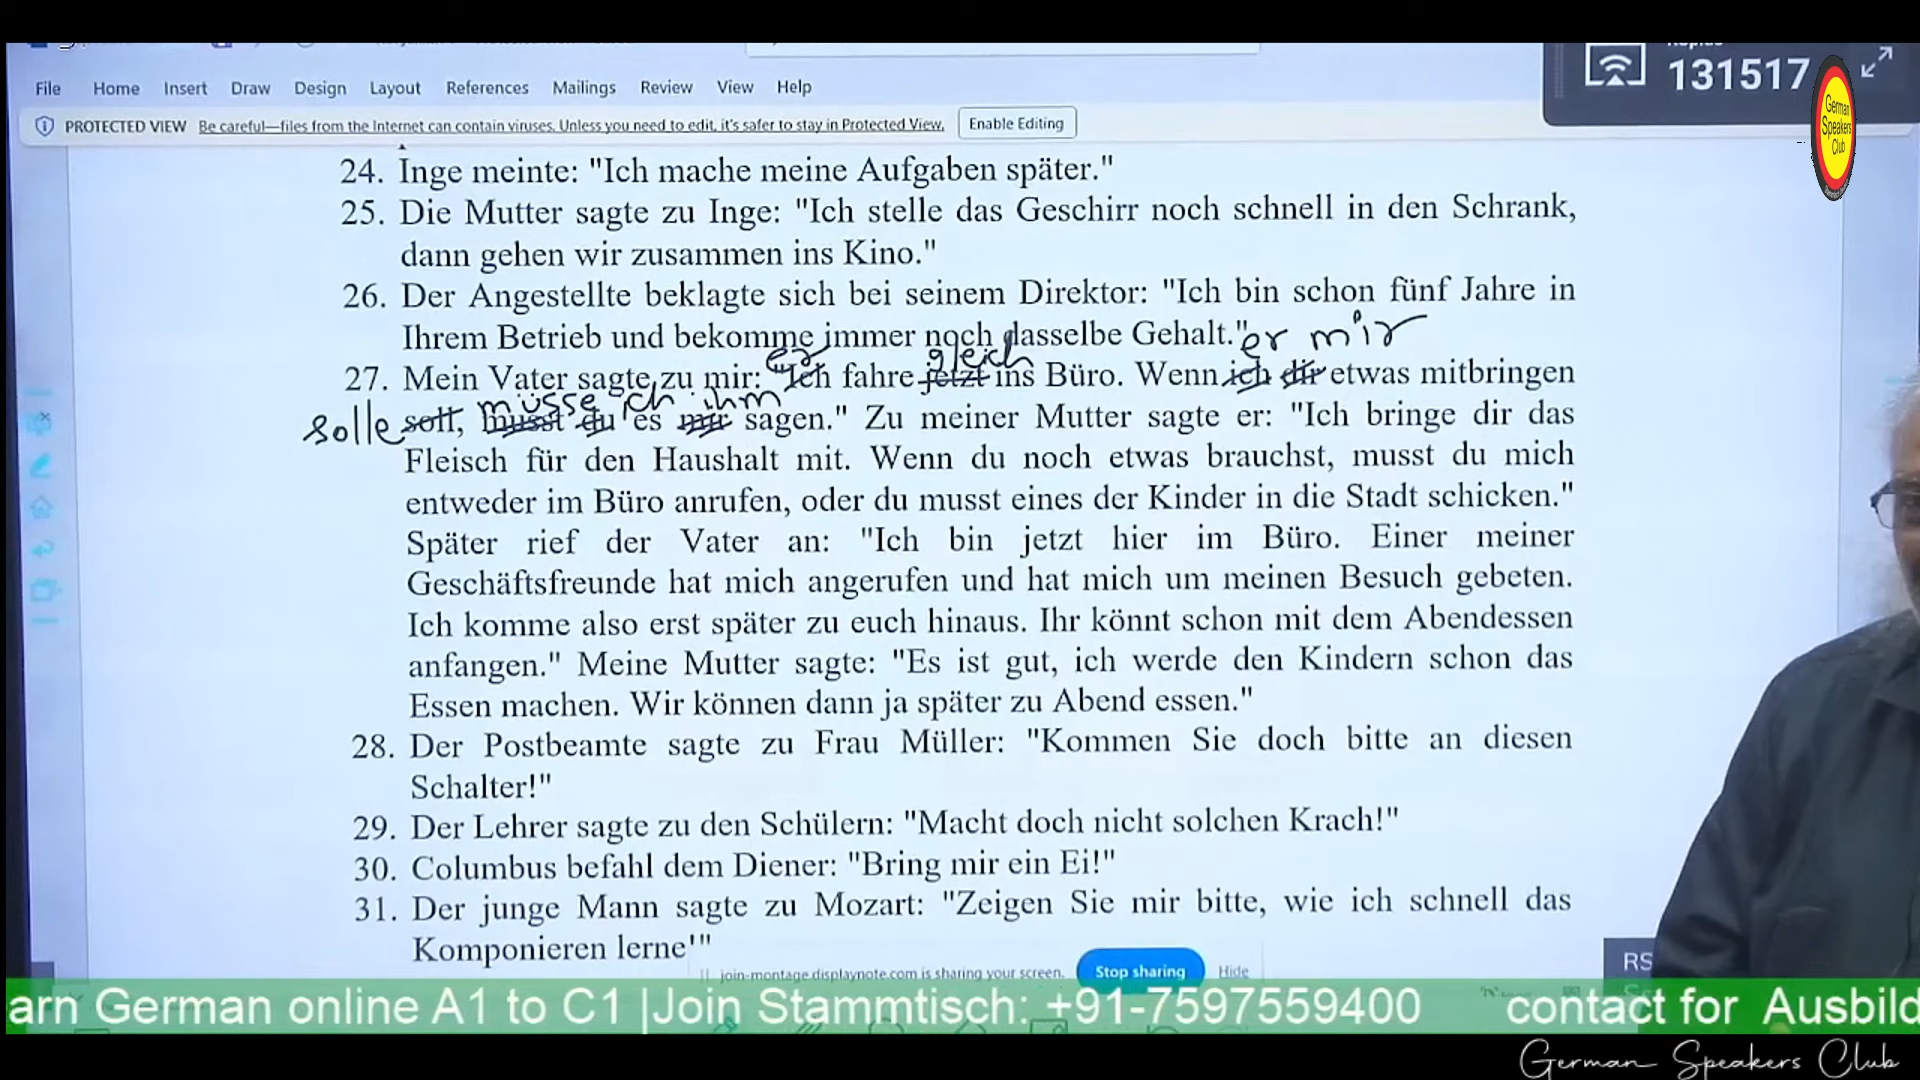 131517
German Speakers Club
File Home Insert Draw Design Layout References Mailings Review View Help
PROTECTED VIEW Be careful—files from the Internet can contain viruses. Unless you need to edit, it's safer to stay in Protected View. Enable Editing
24. Inge meinte: "Ich mache meine Aufgaben später."
25. Die Mutter sagte zu Inge: "Ich stelle das Geschirr noch schnell in den Schrank,
dann gehen wir zusammen ins Kino."
26. Der Angestellte beklagte sich bei seinem Direktor: "Ich bin schon fünf Jahre in
Ihrem Betrieb und bekomme immer noch dasselbe Gehalt."
er gleich er mir
27. Mein Vater sagte zu mir: "Ich fahre jetzt ins Büro. Wenn ich dir etwas mitbringen
müsse ich ihm
solle soll, musst du es mir sagen." Zu meiner Mutter sagte er: "Ich bringe dir das
Fleisch für den Haushalt mit. Wenn du noch etwas brauchst, musst du mich
entweder im Büro anrufen, oder du musst eines der Kinder in die Stadt schicken."
Später rief der Vater an: "Ich bin jetzt hier im Büro. Einer meiner
Geschäftsfreunde hat mich angerufen und hat mich um meinen Besuch gebeten.
Ich komme also erst später zu euch hinaus. Ihr könnt schon mit dem Abendessen
anfangen." Meine Mutter sagte: "Es ist gut, ich werde den Kindern schon das
Essen machen. Wir können dann ja später zu Abend essen."
28. Der Postbeamte sagte zu Frau Müller: "Kommen Sie doch bitte an diesen
Schalter!"
29. Der Lehrer sagte zu den Schülern: "Macht doch nicht solchen Krach!"
30. Columbus befahl dem Diener: "Bring mir ein Ei!"
31. Der junge Mann sagte zu Mozart: "Zeigen Sie mir bitte, wie ich schnell das
Komponieren lerne'"
RS
join-montage.displaynote.com is sharing your screen. Stop sharing Hide
arn German online A1 to C1 |Join Stammtisch: +91-7597559400 contact for Ausbild
German Speakers Club